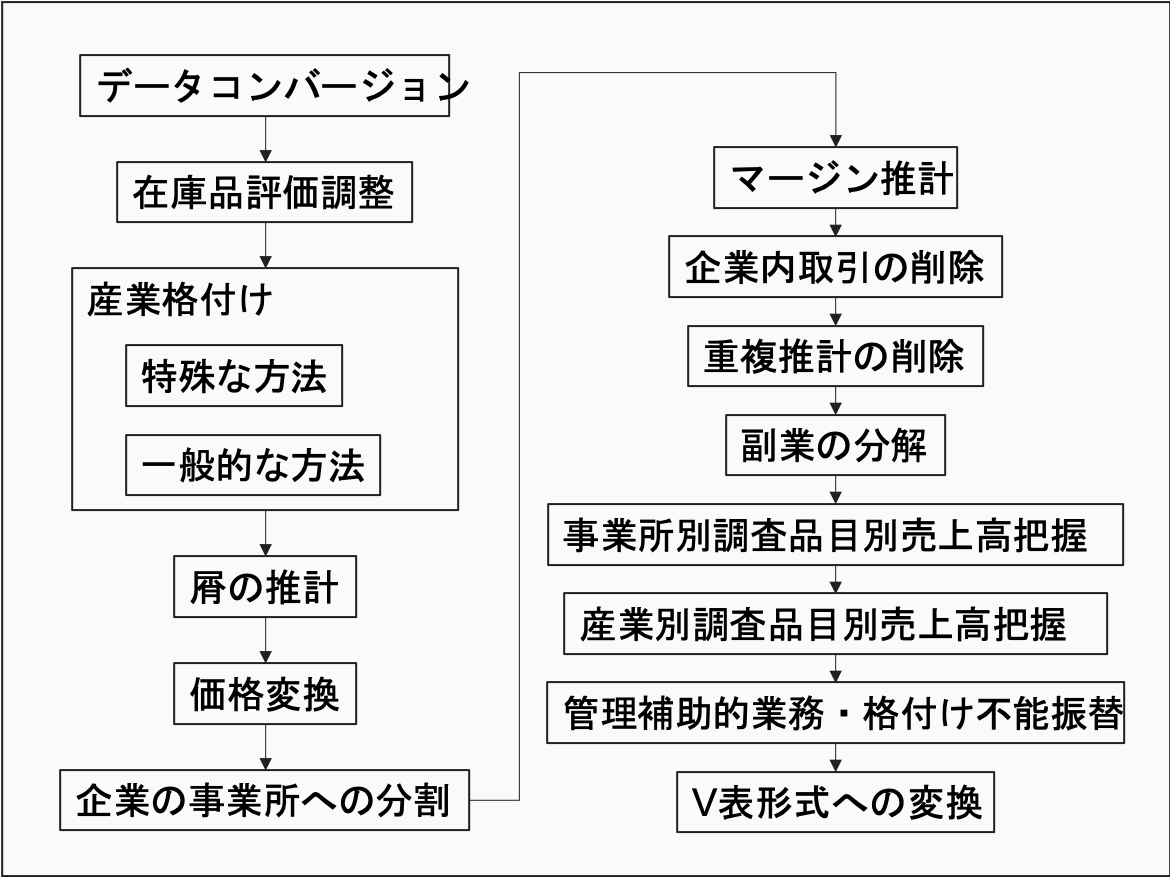 データコンバージョン
在庫品評価調整
産業格付け
特殊な方法
一般的な方法
屑の推計
価格変換
企業の事業所への分割
マージン推計
企業内取引の削除
重複推計の削除
副業の分解
事業所別調査品目別売上高把握
産業別調査品目別売上高把握
管理補助的業務・格付け不能振替
V表形式への変換